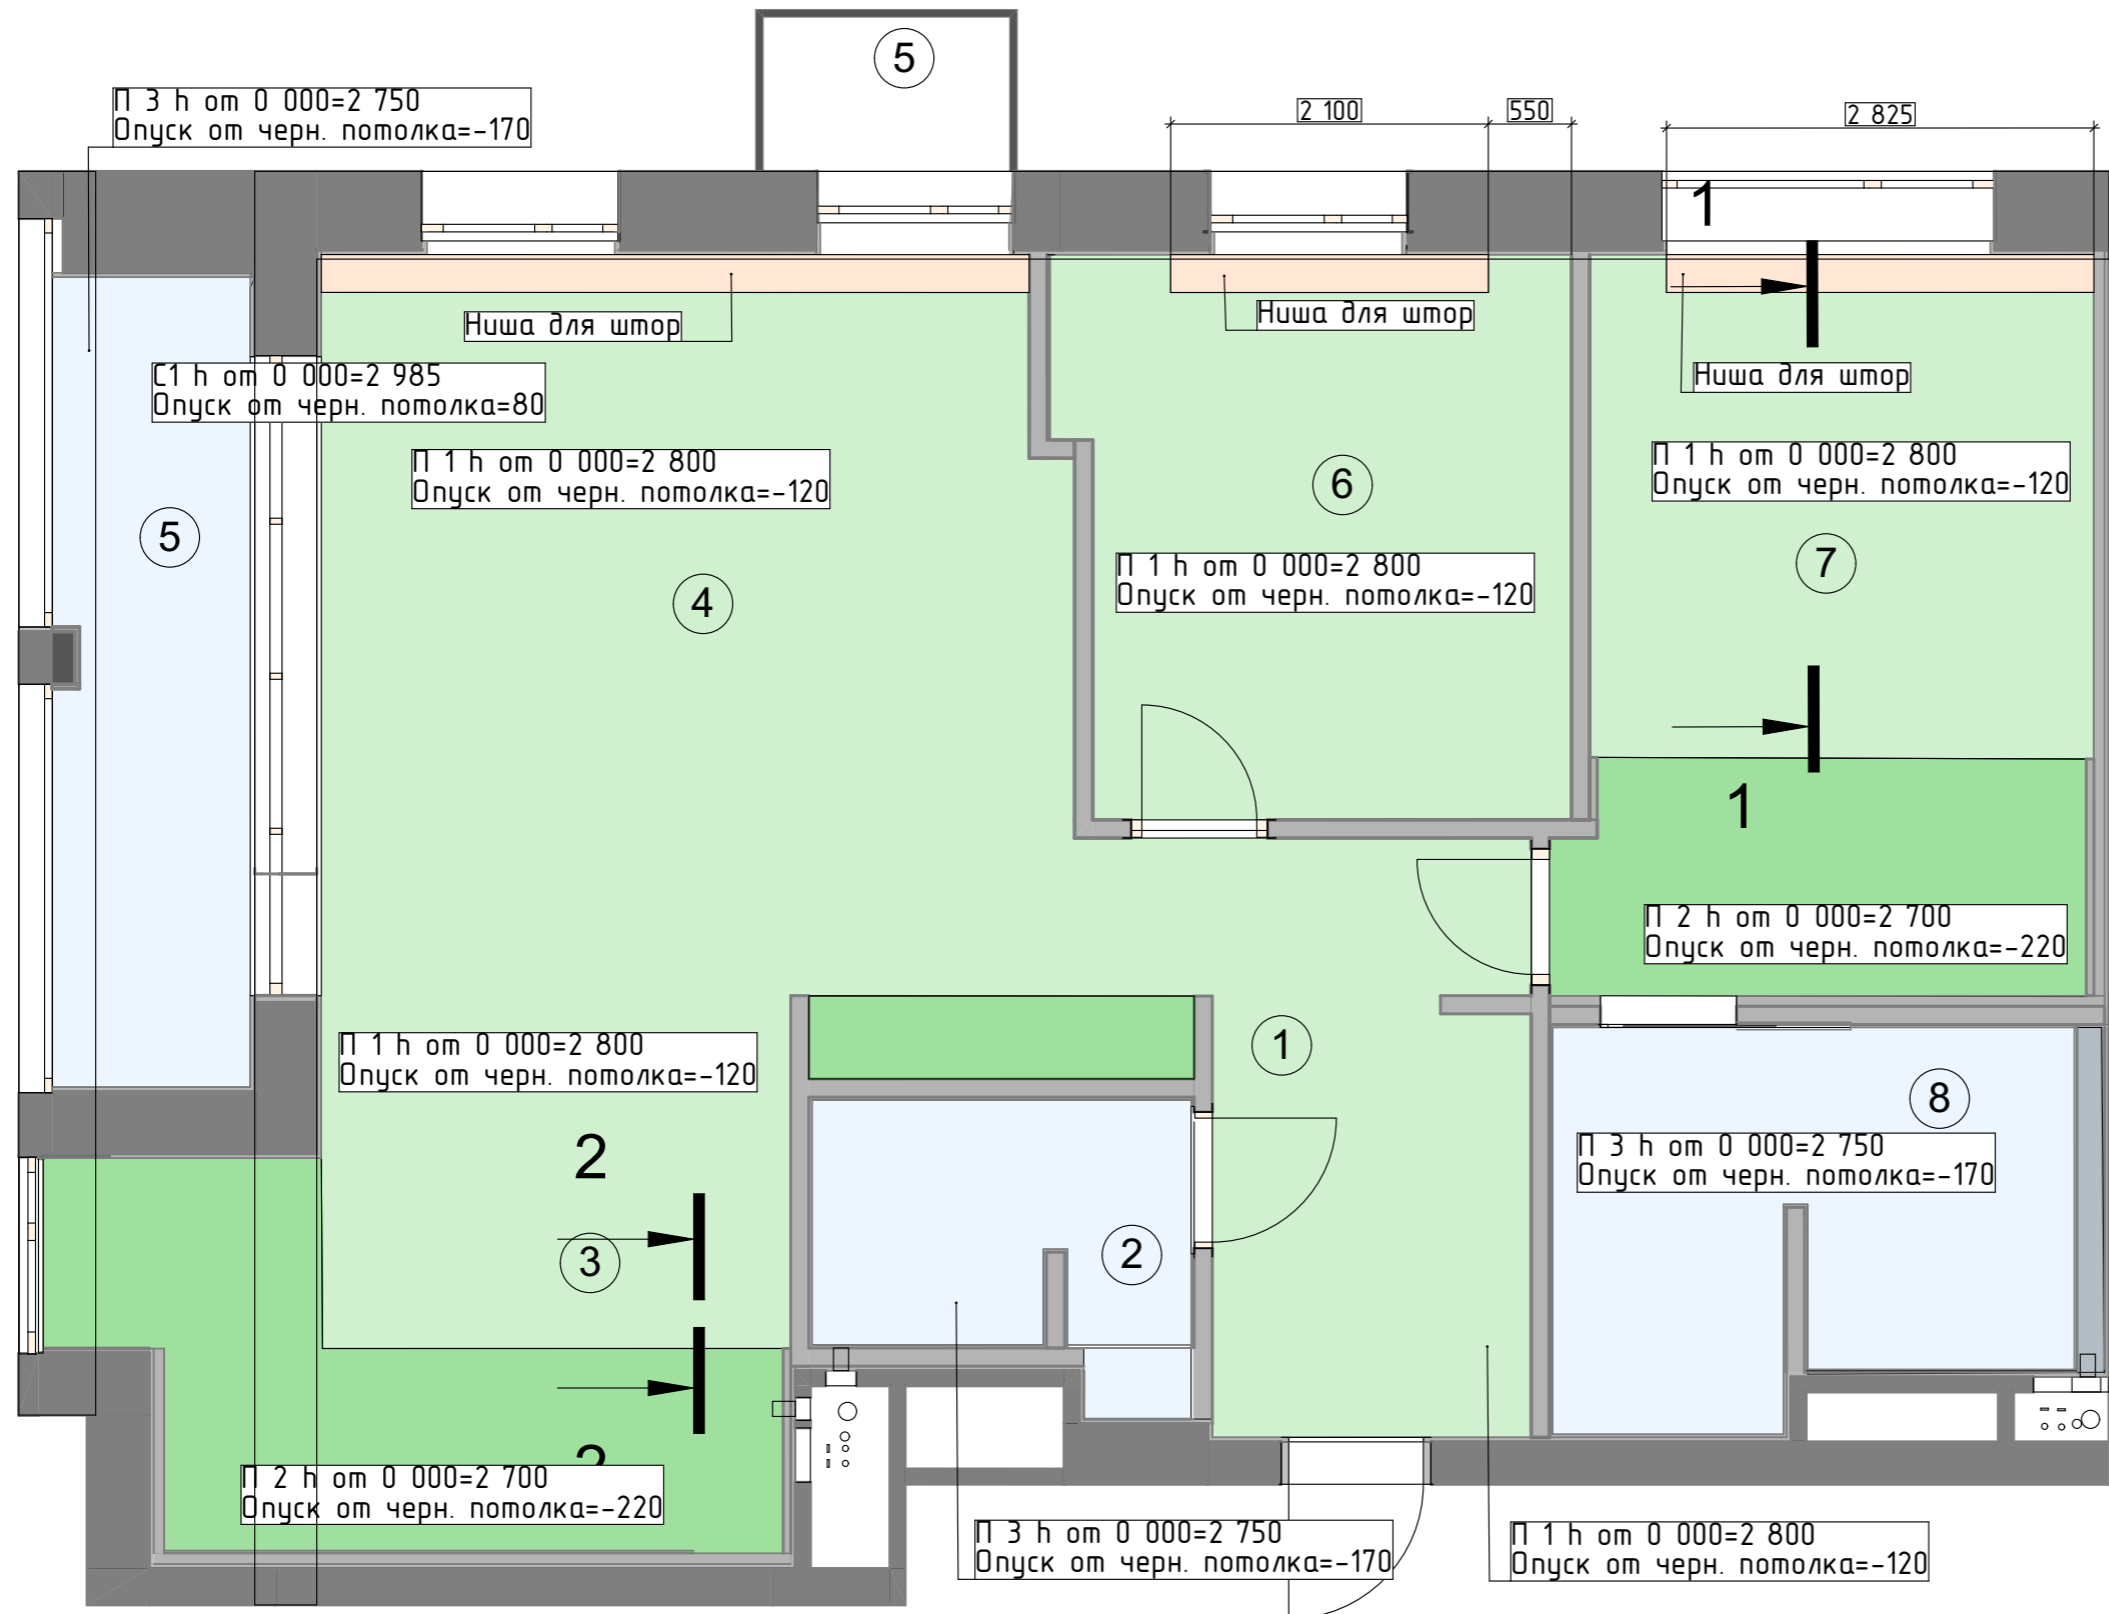 5
П 3 h от 0 000=2 750
Опуск от черн. потолка=-170
2 100
550
2 825
1
Ниша для штор
Ниша для штор
Ниша для штор
С1 h от 0 000=2 985
Опуск от черн. потолка=80
П 1 h от 0 000=2 800
Опуск от черн. потолка=-120
6
П 1 h от 0 000=2 800
Опуск от черн. потолка=-120
5
4
П 1 h от 0 000=2 800
Опуск от черн. потолка=-120
7
1
П 2 h от 0 000=2 700
Опуск от черн. потолка=-220
П 1 h от 0 000=2 800
Опуск от черн. потолка=-120
1
8
П 3 h от 0 000=2 750
Опуск от черн. потолка=-170
2
3
2
2
П 2 h от 0 000=2 700
Опуск от черн. потолка=-220
П 3 h от 0 000=2 750
Опуск от черн. потолка=-170
П 1 h от 0 000=2 800
Опуск от черн. потолка=-120